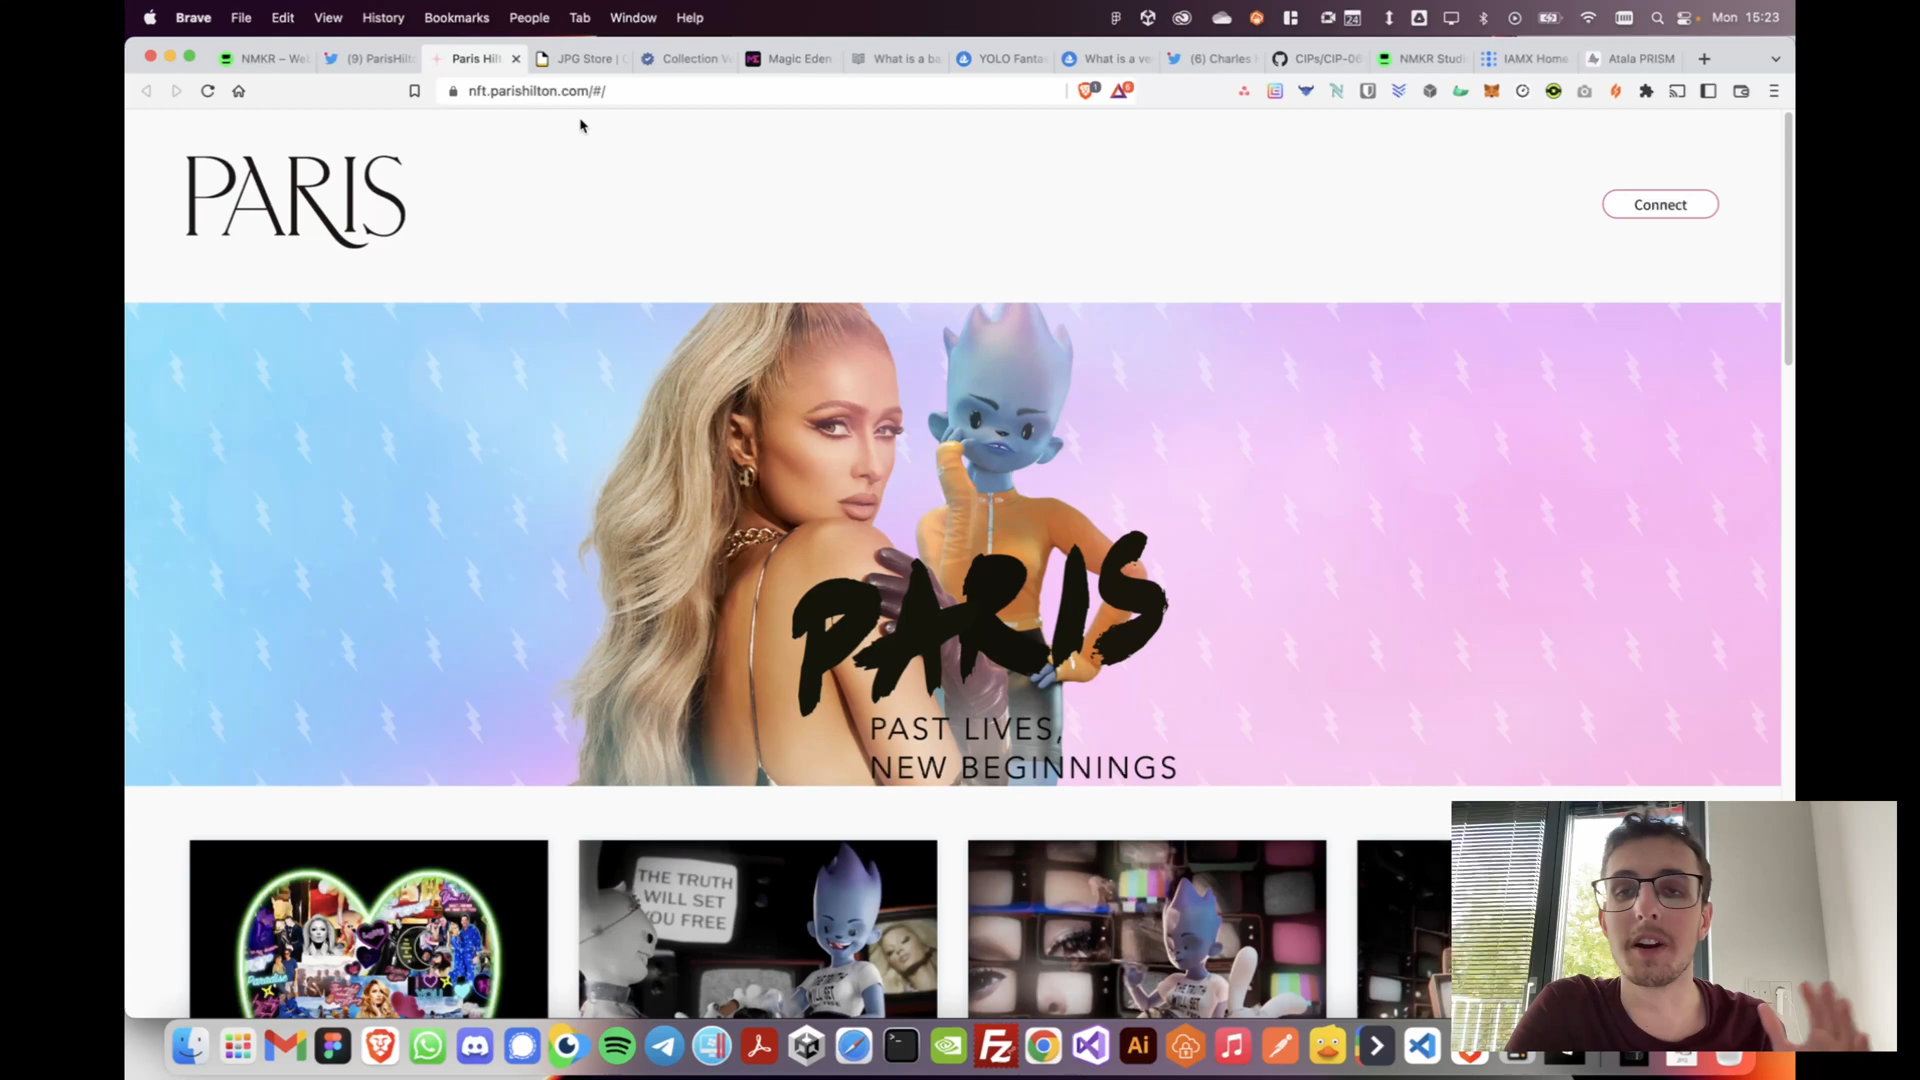 Brave File Edit View History Bookmarks People Tab Window Help 24 Mon 15:23
NMKR – We (9) ParisHilt Paris Hilt JPG Store | Collection V Magic Eden What is a ba YOLO Fanta What is a ve (6) Charles CIPs/CIP-06 NMKR Studi IAMX Home Atala PRISM
nft.parishilton.com/#/
PARIS
Connect
PARIS
PAST LIVES,
NEW BEGINNINGS
THE TRUTH
WILL SET
YOU FREE